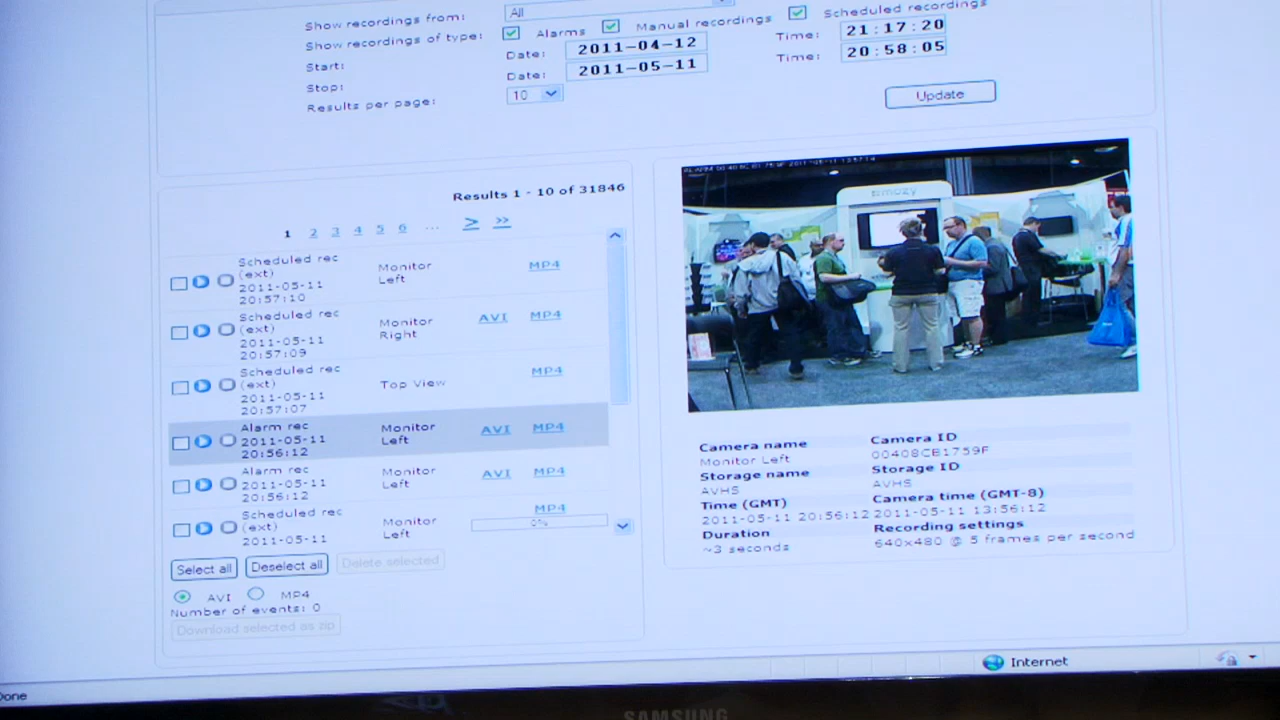 Show recordings from: All
Show recordings of type: Alarms Manual recordings Scheduled recordings
Start: Date: 2011-04-12 Time: 21:17:20
Stop: Date: 2011-05-11 Time: 20:58:05
Results per page: 10
Update
Results 1 - 10 of 31846
1 2 3 4 5 6 ... > >>
Scheduled rec
(ext)
2011-05-11
20:57:10
Monitor
Left
MP4
Scheduled rec
(ext)
2011-05-11
20:57:09
Monitor
Right
AVI MP4
Scheduled rec
(ext)
2011-05-11
20:57:07
Top View
MP4
Alarm rec
2011-05-11
20:56:12
Monitor
Left
AVI MP4
Alarm rec
2011-05-11
20:56:12
Monitor
Left
AVI MP4
Scheduled rec
(ext)
2011-05-11
Monitor
Left
MP4
0%
Select all Deselect all Delete selected
AVI MP4
Number of events: 0
Download selected as zip
mozy
Camera name
Monitor Left
Camera ID
00408CB1759F
Storage name
AVHS
Storage ID
AVHS
Time (GMT)
2011-05-11 20:56:12
Camera time (GMT-8)
2011-05-11 13:56:12
Duration
~3 seconds
Recording settings
640x480 @ 5 frames per second
Done
Internet
SAMSUNG